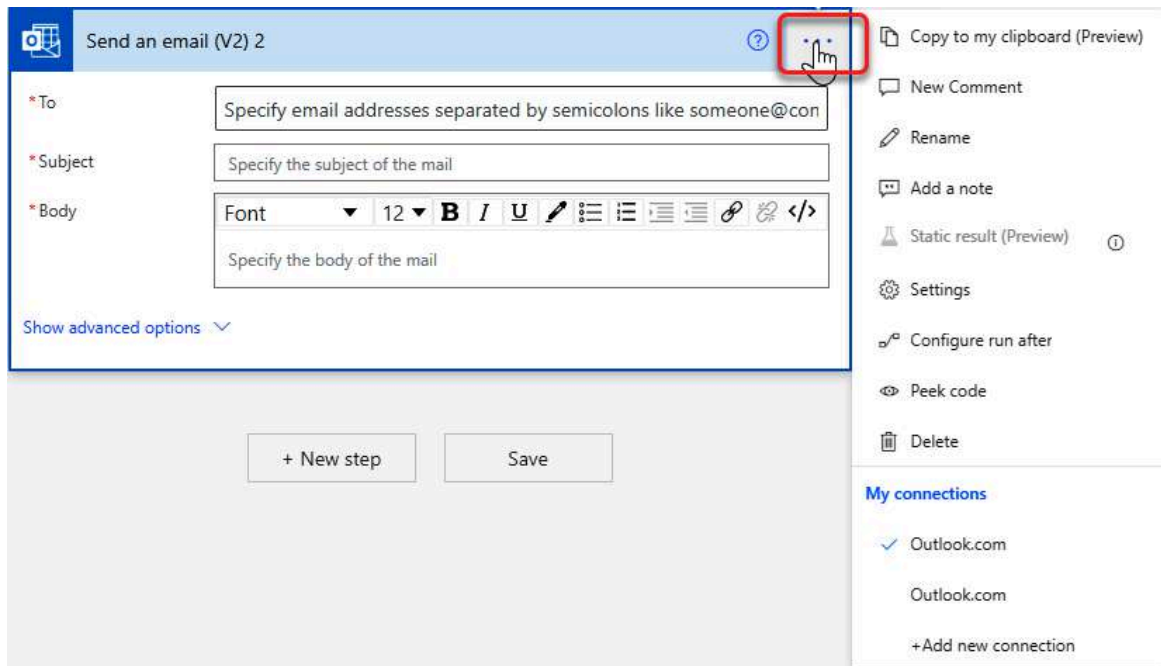 Send an email (V2) 2
*To
Specify email addresses separated by semicolons like someone@con
*Subject
Specify the subject of the mail
*Body
Font 12 B I U </>
Specify the body of the mail
Show advanced options
+ New step
Save
Copy to my clipboard (Preview)
New Comment
Rename
Add a note
Static result (Preview)
Settings
Configure run after
Peek code
Delete
My connections
Outlook.com
Outlook.com
+Add new connection